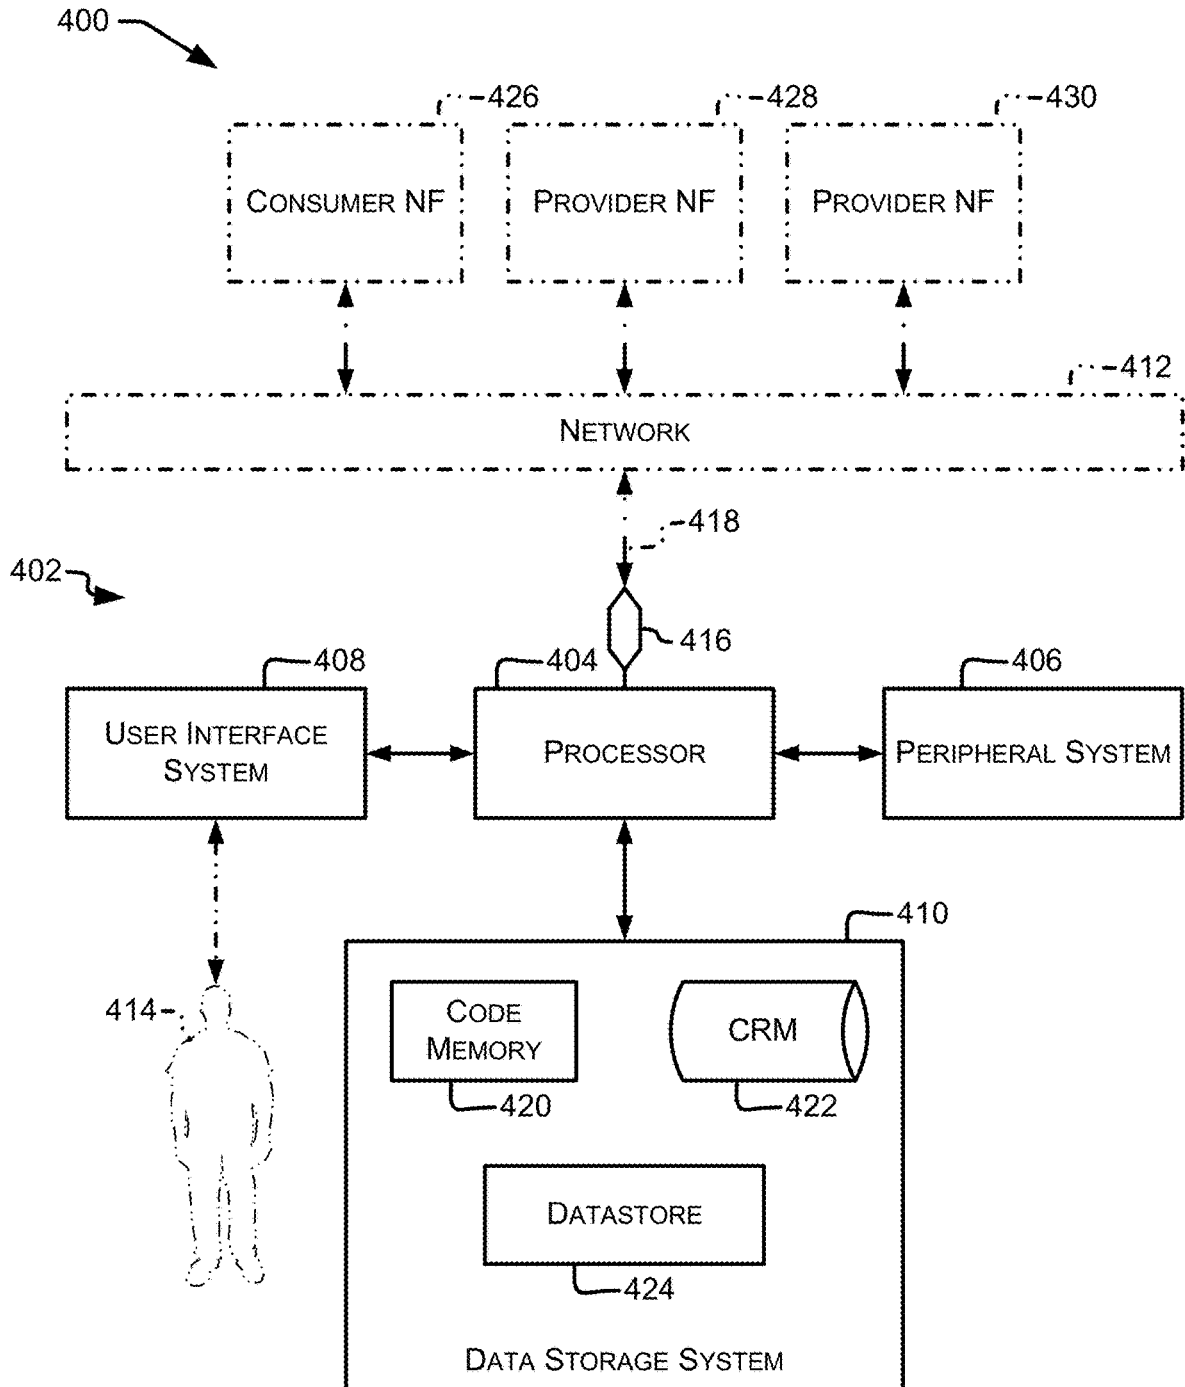 400
426
428
430
CONSUMER NF
PROVIDER NF
PROVIDER NF
412
NETWORK
418
402
416
408
404
406
USER INTERFACE
SYSTEM
PROCESSOR
PERIPHERAL SYSTEM
410
414
CODE
MEMORY
CRM
420
422
DATASTORE
424
DATA STORAGE SYSTEM